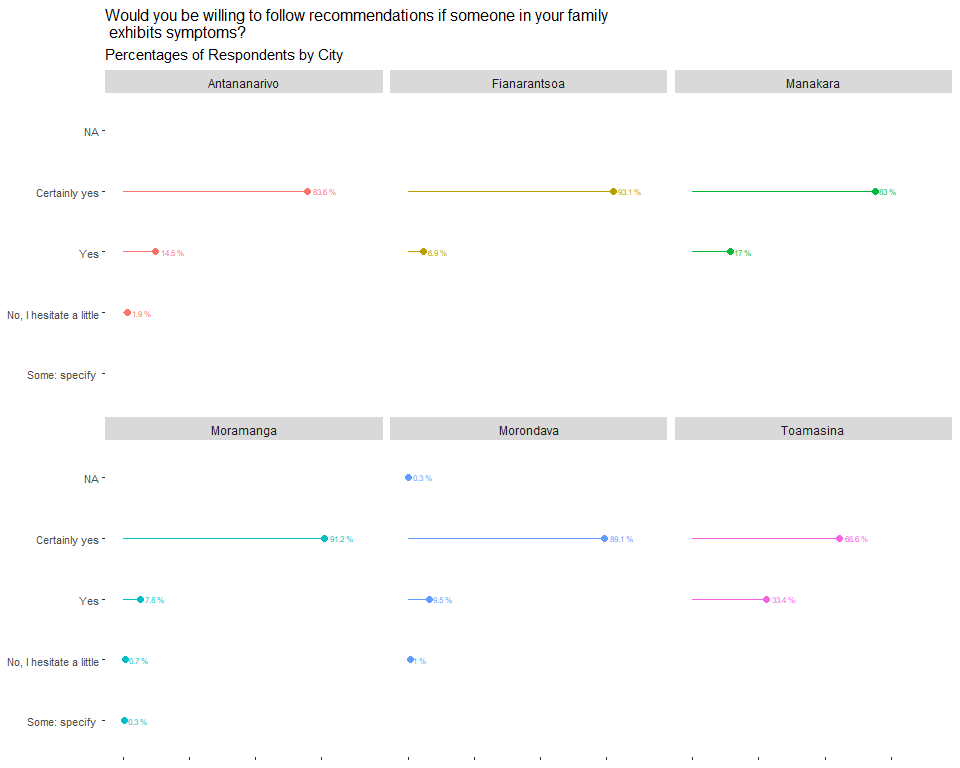 Would you be willing to follow recommendations if someone in your family
exhibits symptoms?
Percentages of Respondents by City
Antananarivo Fianarantsoa Manakara
NA
Certainly yes 83.6 % 93.1 % 83 %
Yes 14.5 % 6.9 % 17 %
No, I hesitate a little 1.9 %
Some: specify
Moramanga Morondava Toamasina
NA 0.3 %
Certainly yes 91.2 % 89.1 % 66.6 %
Yes 7.8 % 9.5 % 33.4 %
No, I hesitate a little 0.7 % 1 %
Some: specify 0.3 %